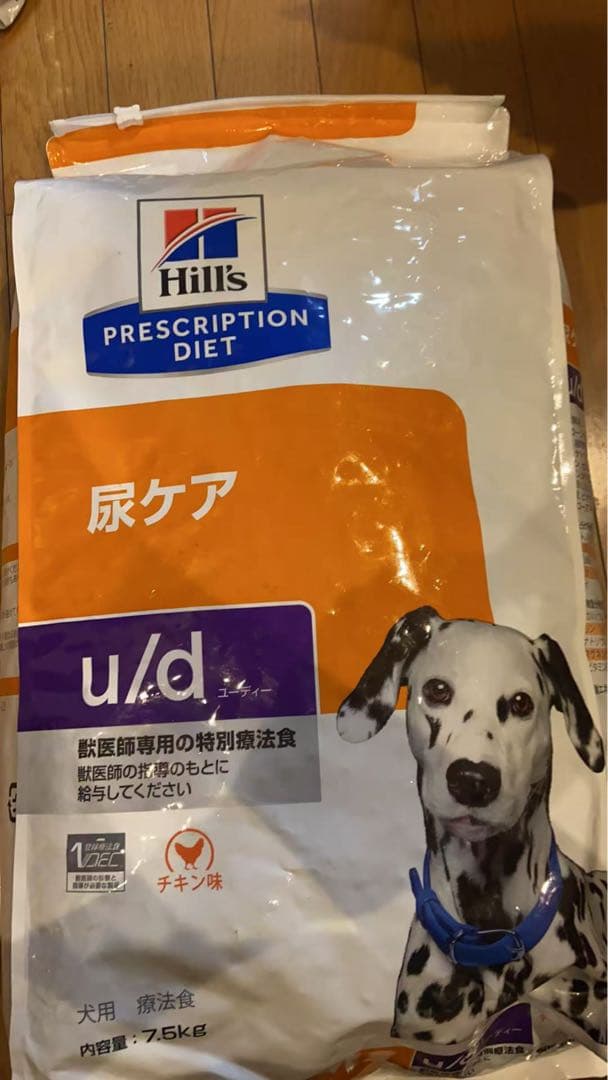 Hill's
PRESCRIPTION
DIET
尿ケア
u/d ユーディー
獣医師専用の特別療法食
獣医師の指導のもとに
給与してください
チキン味
犬用 療法食
内容量：7.5kg
u/d
u/d